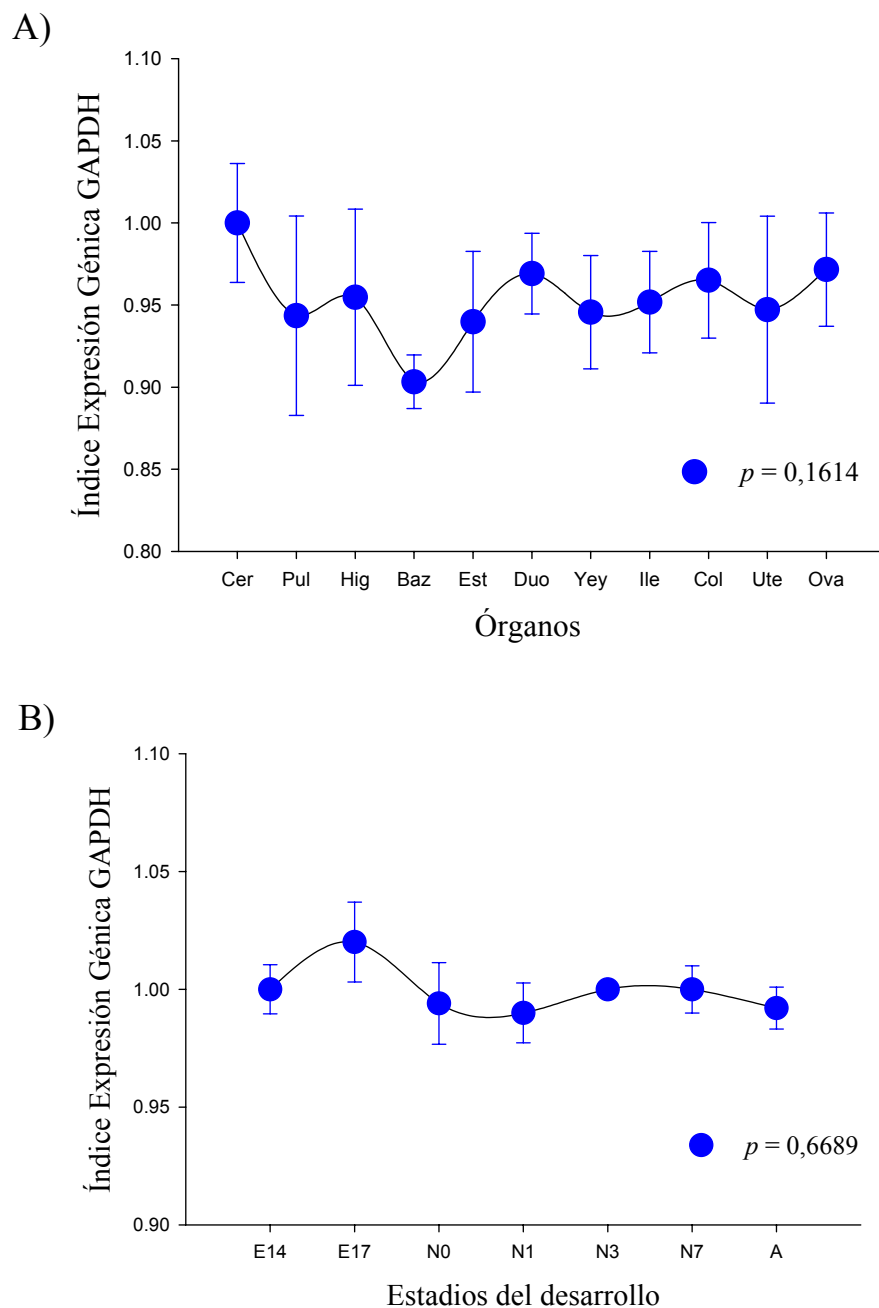 A)
Índice Expresión Génica GAPDH
1.10
1.05
1.00
0.95
0.90
0.85
0.80
p = 0,1614
Cer Pul Hig Baz Est Duo Yey Ile Col Ute Ova
Órganos
B)
Índice Expresión Génica GAPDH
1.10
1.05
1.00
0.95
0.90
p = 0,6689
E14 E17 N0 N1 N3 N7 A
Estadios del desarrollo